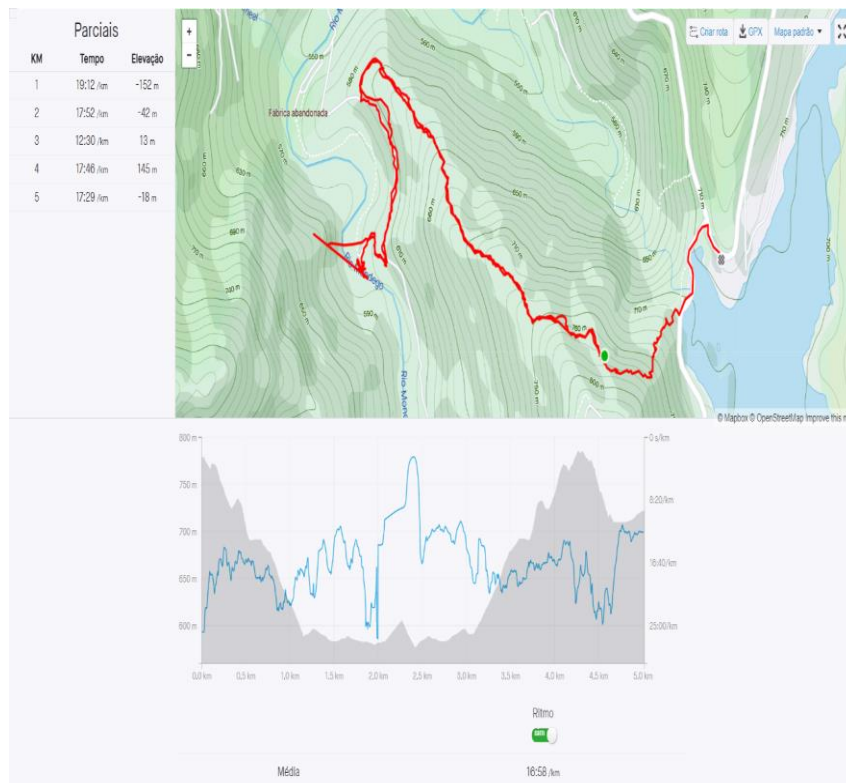 Parciais
KM Tempo Elevação
1 19:12 /km -152 m
2 17:52 /km -42 m
3 12:30 /km 13 m
4 17:46 /km 145 m
5 17:29 /km -18 m
+
−
Criar rota
GPX
Mapa padrão
Fabrica abandonada
Rio Mondego
© Mapbox © OpenStreetMap Improve this m
800 m
750 m
700 m
650 m
600 m
0 s/km
8:20/km
16:40/km
25:00/km
0,0 km 0,5 km 1,0 km 1,5 km 2,0 km 2,5 km 3,0 km 3,5 km 4,0 km 4,5 km 5,0 km
Ritmo
Média 16:58 /km